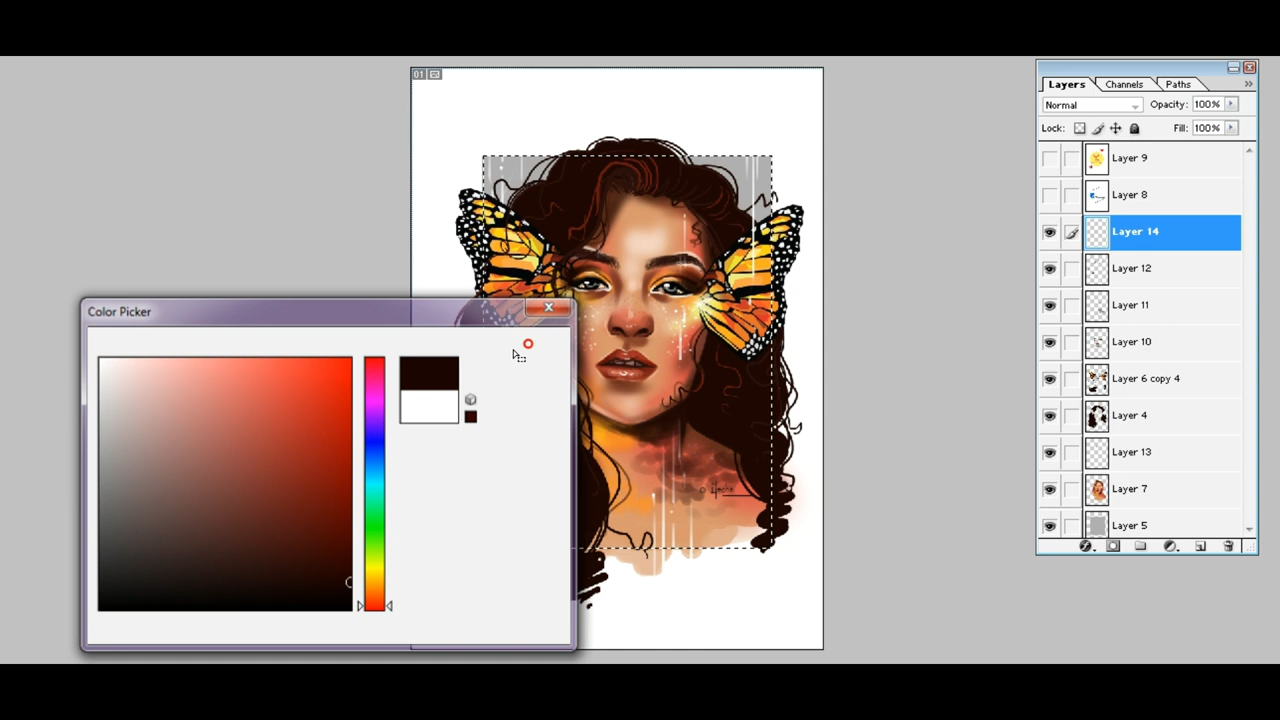 01
Layers Channels Paths
Normal Opacity: 100%
Lock: Fill: 100%
Layer 9
Layer 8
Layer 14
Layer 12
Layer 11
Layer 10
Layer 6 copy 4
Layer 4
Layer 13
Layer 7
Layer 5
Color Picker